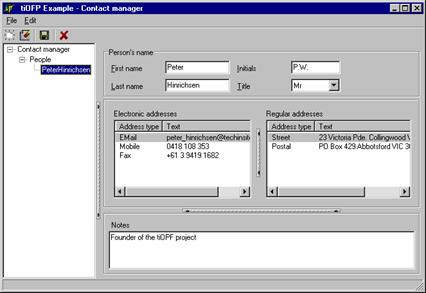 tiOFP Example - Contact manager
File Edit
Contact manager
People
PeterHinrichsen
Person's name
First name Peter Initials P.W.
Last name Hinrichsen Title Mr
Electronic addresses Regular addresses
Address type Text Address type Text
EMail peter_hinrichsen@techinsite Street 23 Victoria Pde. Collingwood V
Mobile 0418 108 353 Postal PO Box 429 Abbotsford VIC 30
Fax +61 3 9419 1682
Notes
Founder of the tiOPF project